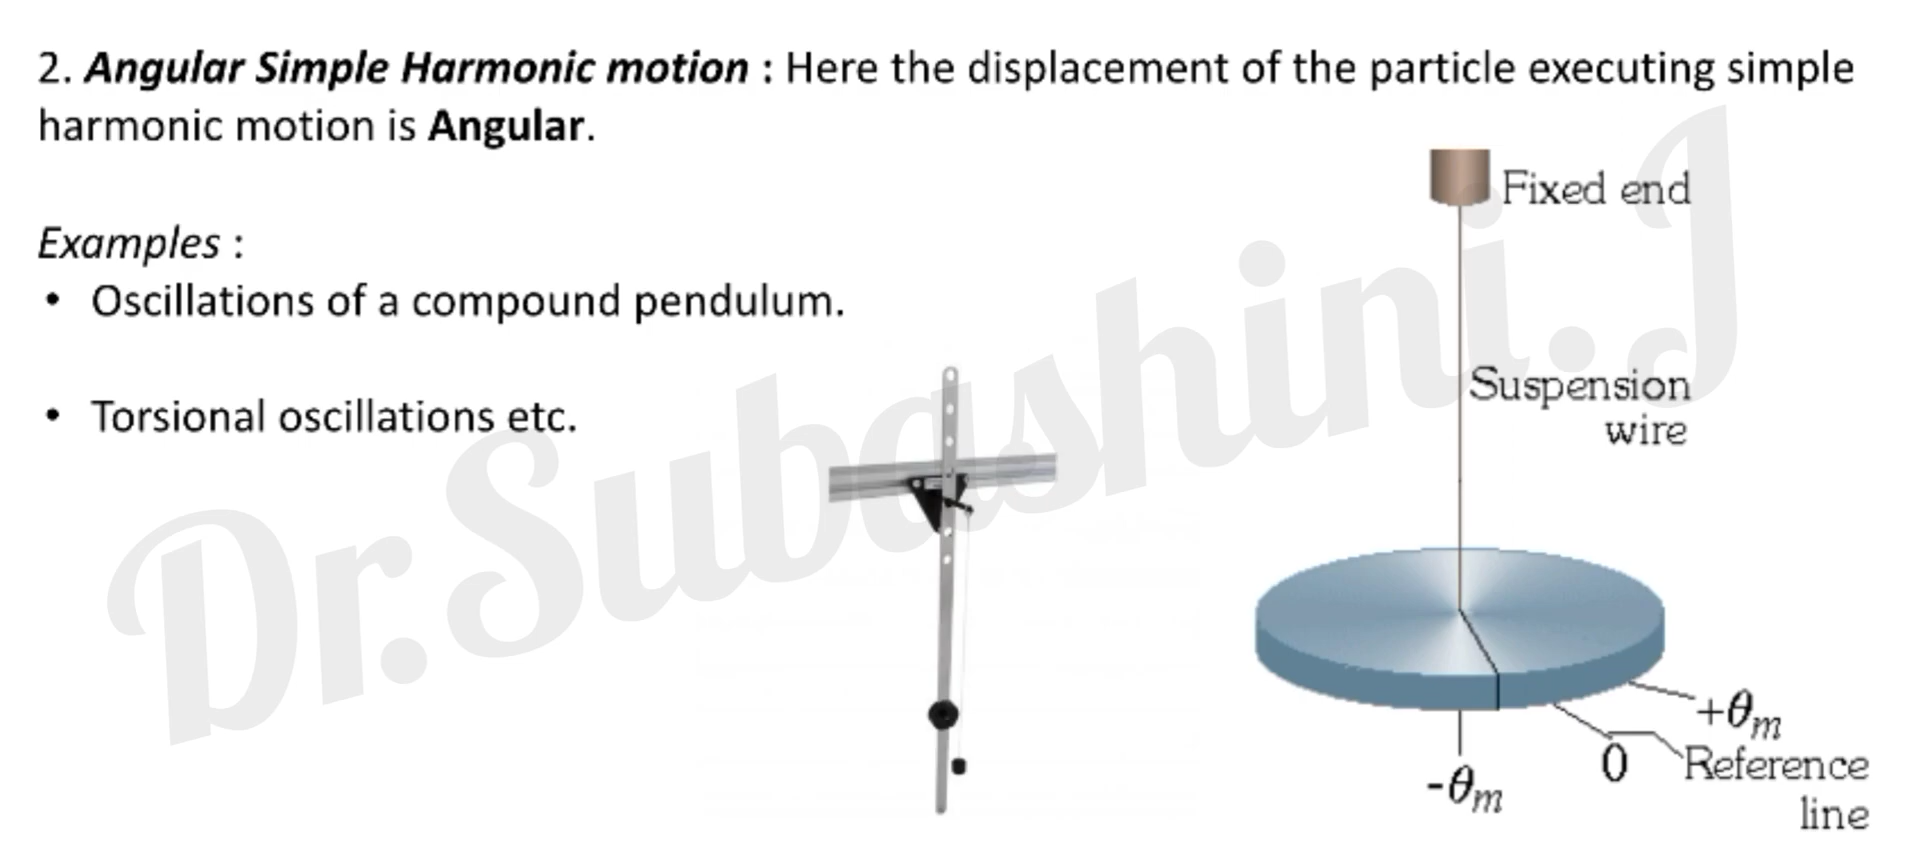 2. Angular Simple Harmonic motion : Here the displacement of the particle executing simple
harmonic motion is Angular.
Examples :
• Oscillations of a compound pendulum.
• Torsional oscillations etc.
Fixed end
Suspension
wire
+θm
0
Reference
line
-θm
Dr.Subashini.J